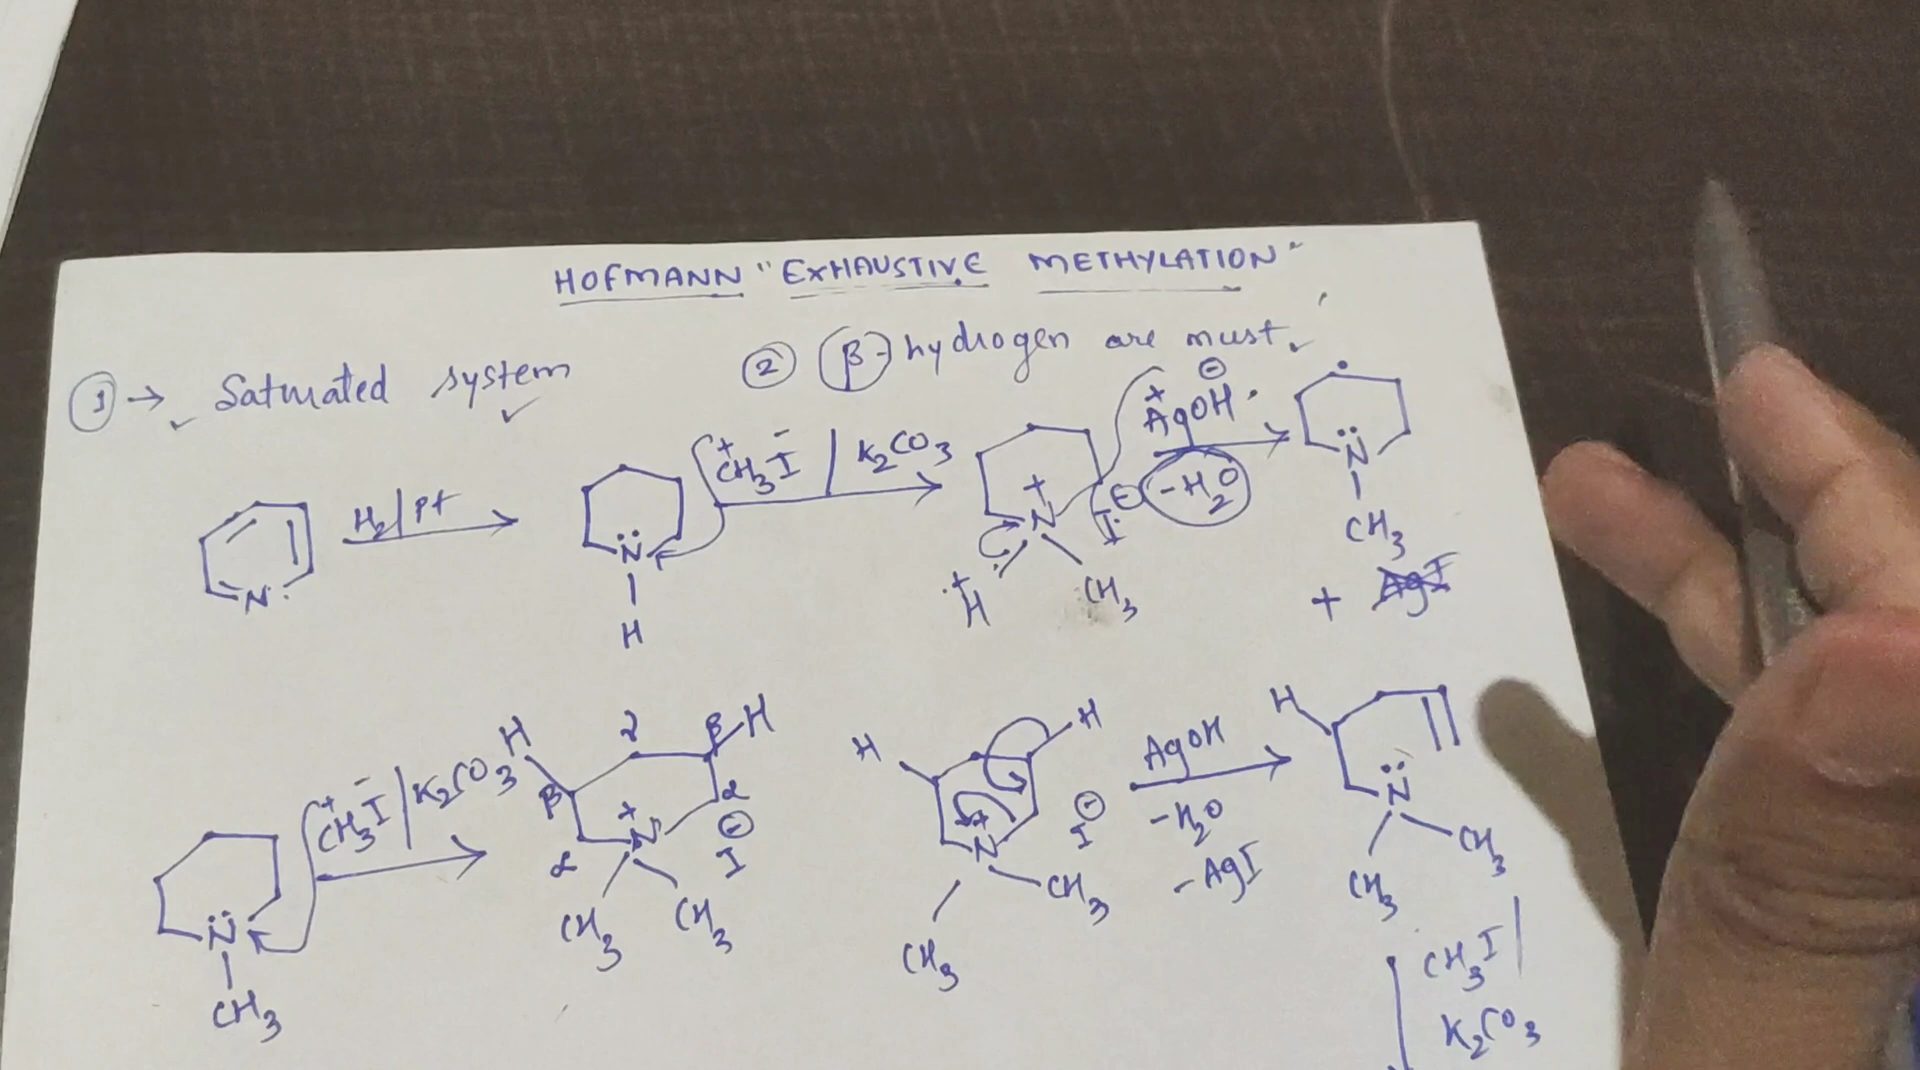 HOFMANN "EXHAUSTIVE METHYLATION"
① → Saturated system
② β- hydrogen are must
H₂/Pt
N
N
H
⁺CH₃I⁻ / K₂CO₃
⁺N
⁺H
CH₃
I⊖
⁺AgOH⊖
-H₂O
N
CH₃
+ AgI
N
CH₃
⁺CH₃I⁻ / K₂CO₃
H β γ β H
α ⁺N α
⊖
I
CH₃ CH₃
H H
⁺N
I⊖
CH₃
CH₃
AgOH
-H₂O
-AgI
H
N
CH₃
CH₃
CH₃I /
K₂CO₃